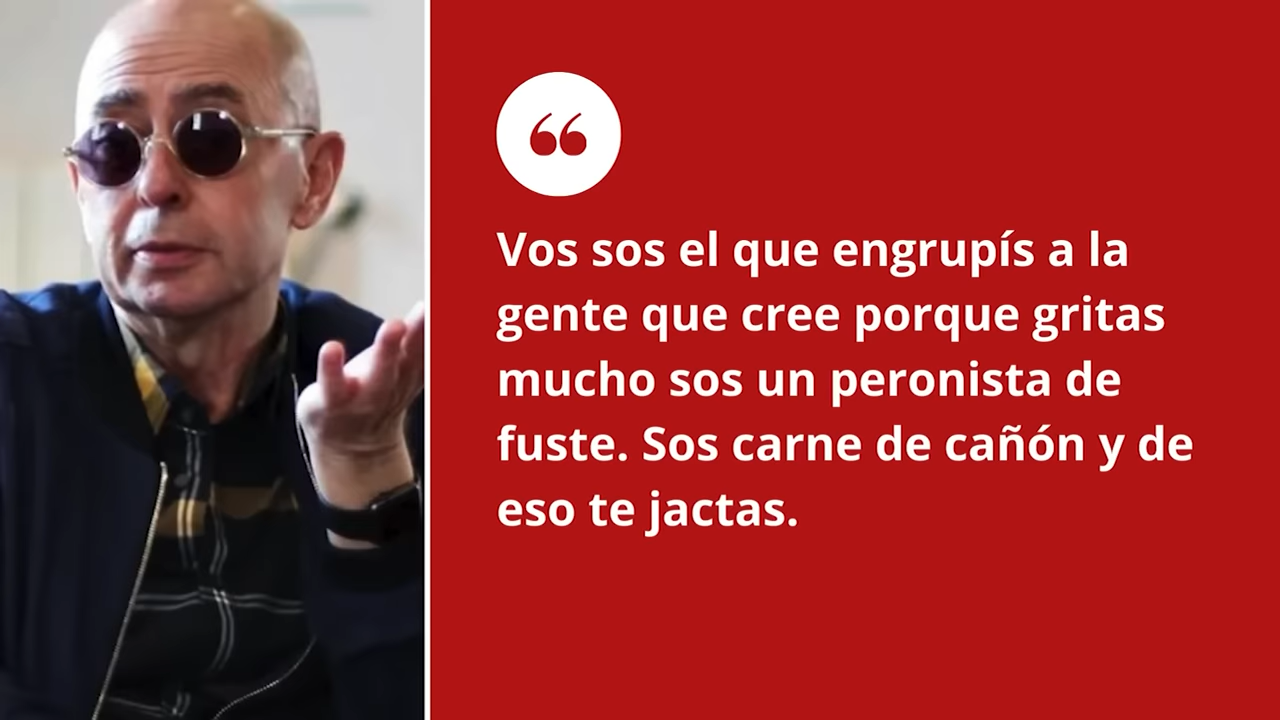 “
Vos sos el que engrupís a la
gente que cree porque gritas
mucho sos un peronista de
fuste. Sos carne de cañón y de
eso te jactas.